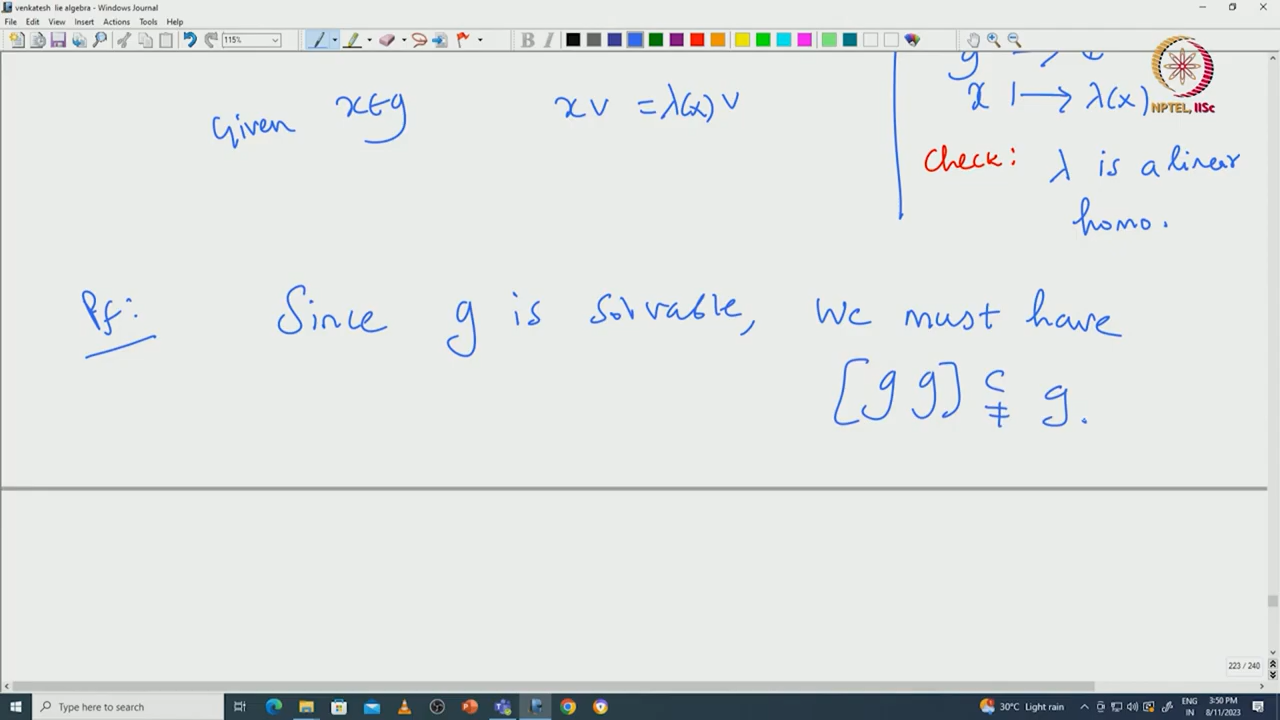 venkatesh lie algebra - Windows Journal
File Edit View Insert Actions Tools Help
115%
NPTEL, IISc
Given x∈g xv = λ(x) v
x ⟼ λ(x)
Check: λ is a linear
homo.
Pf: Since g is solvable, we must have
[g g] ⊊ g.
223 / 240
Type here to search
30°C Light rain
ENG
IN
3:50 PM
8/11/2023